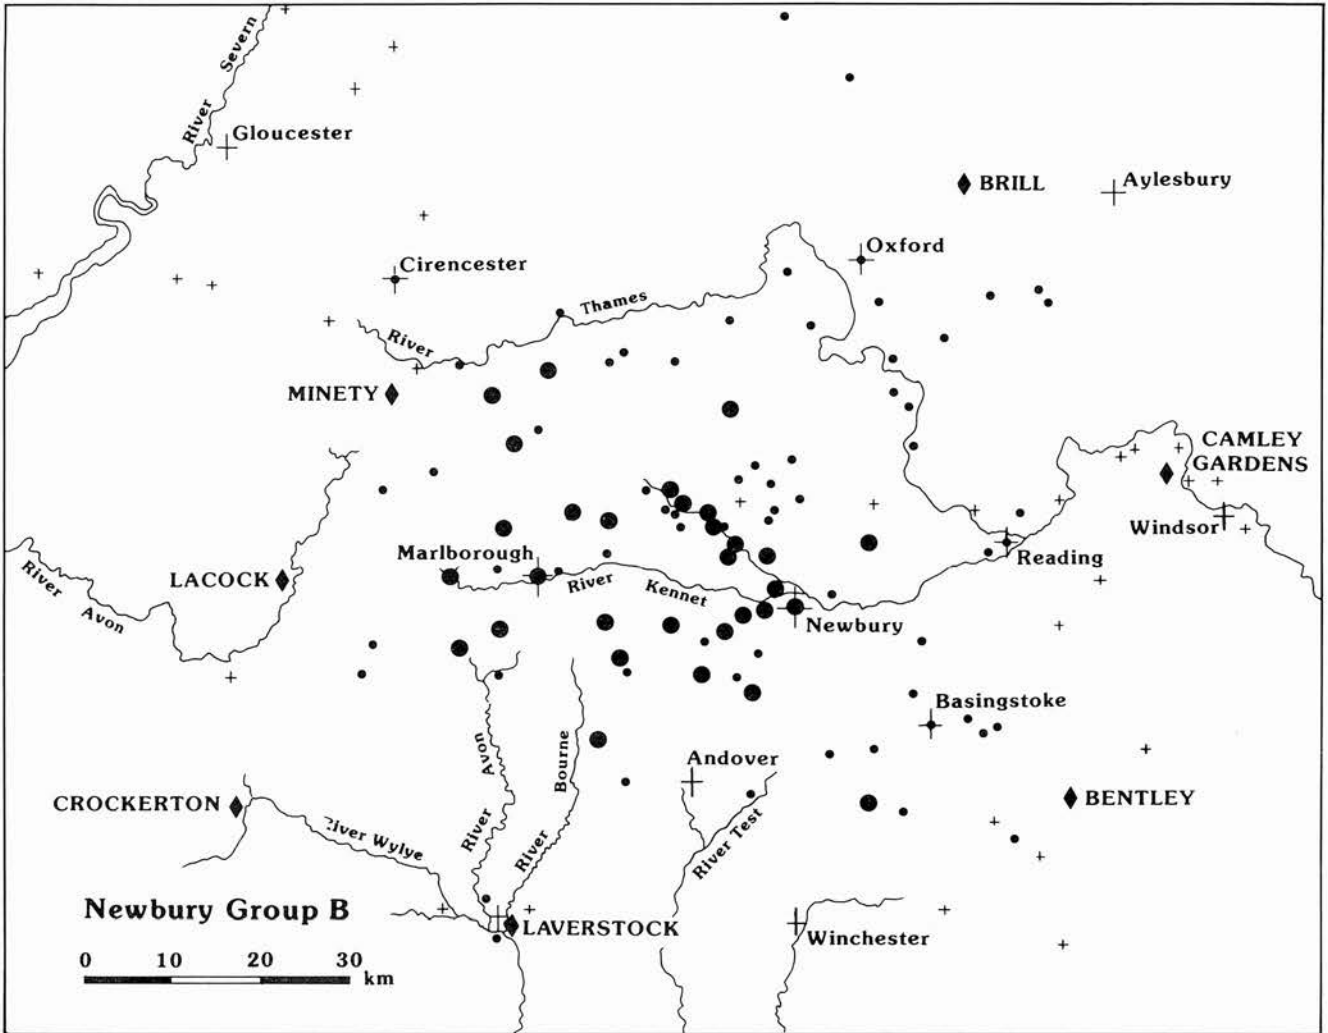 River Severn
Gloucester
BRILL
Aylesbury
Oxford
Cirencester
River Thames
MINETY
CAMLEY
GARDENS
Windsor
Marlborough
Reading
LACOCK
River Kennet
River Avon
Newbury
Basingstoke
River Avon
River Bourne
Andover
CROCKERTON
BENTLEY
River Wylye
River Test
Newbury Group B
LAVERSTOCK
Winchester
0 10 20 30 km